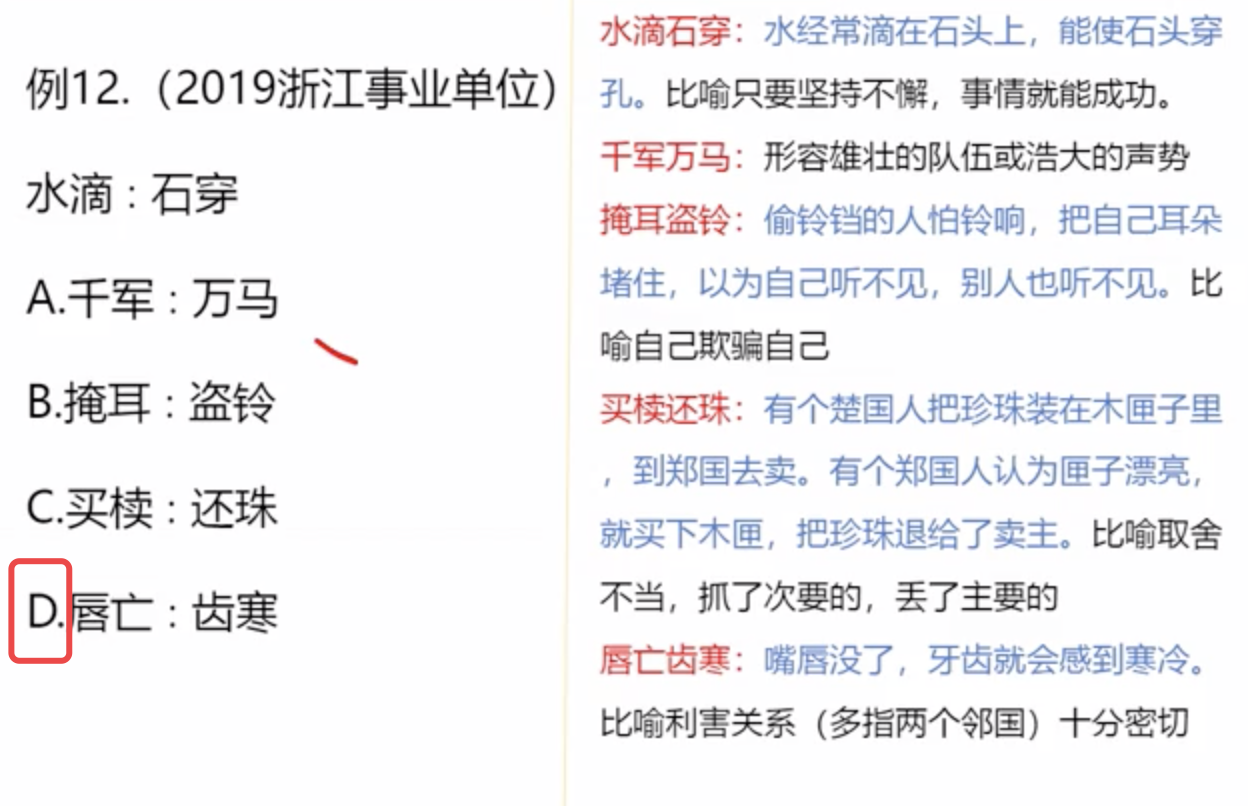 例12.（2019浙江事业单位）
水滴 : 石穿
A.千军 : 万马
B.掩耳 : 盗铃
C.买椟 : 还珠
D.唇亡 : 齿寒
水滴石穿：水经常滴在石头上，能使石头穿
孔。比喻只要坚持不懈，事情就能成功。
千军万马：形容雄壮的队伍或浩大的声势
掩耳盗铃：偷铃铛的人怕铃响，把自己耳朵
堵住，以为自己听不见，别人也听不见。比
喻自己欺骗自己
买椟还珠：有个楚国人把珍珠装在木匣子里
，到郑国去卖。有个郑国人认为匣子漂亮，
就买下木匣，把珍珠退给了卖主。比喻取舍
不当，抓了次要的，丢了主要的
唇亡齿寒：嘴唇没了，牙齿就会感到寒冷。
比喻利害关系（多指两个邻国）十分密切